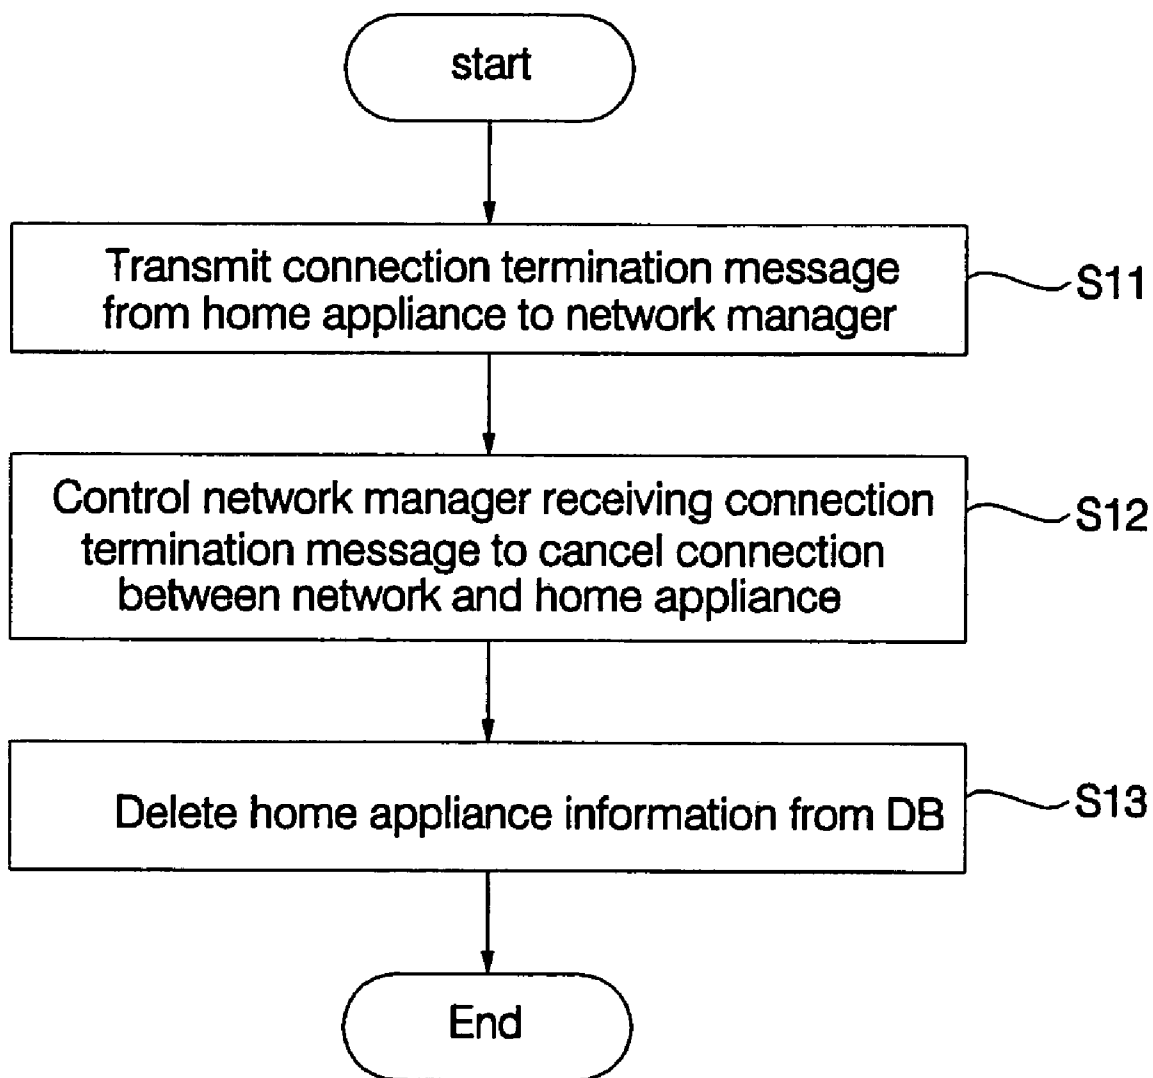 start
Transmit connection termination message
from home appliance to network manager
S11
Control network manager receiving connection
termination message to cancel connection
between network and home appliance
S12
Delete home appliance information from DB
S13
End